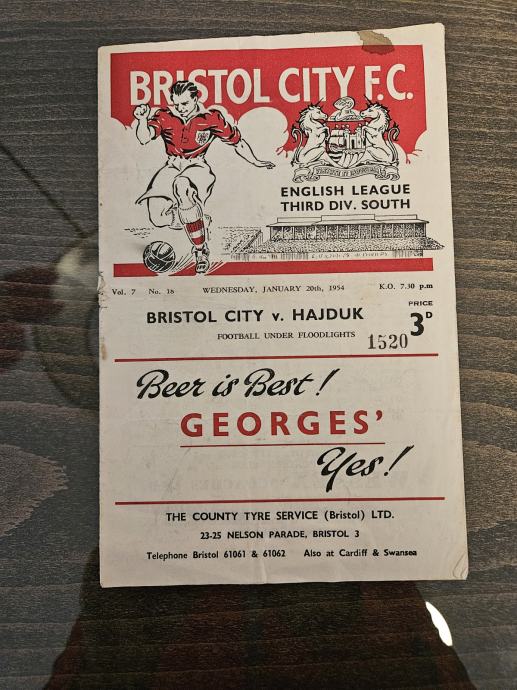 BRISTOL CITY F.C.
ENGLISH LEAGUE
THIRD DIV. SOUTH
Vol. 7 No. 18 WEDNESDAY, JANUARY 20th, 1954 K.O. 7.30 p.m
PRICE
3D
BRISTOL CITY v. HAJDUK
FOOTBALL UNDER FLOODLIGHTS
1520
Beer is Best!
GEORGES'
Yes!
THE COUNTY TYRE SERVICE (Bristol) LTD.
23-25 NELSON PARADE, BRISTOL 3
Telephone Bristol 61061 & 61062 Also at Cardiff & Swansea